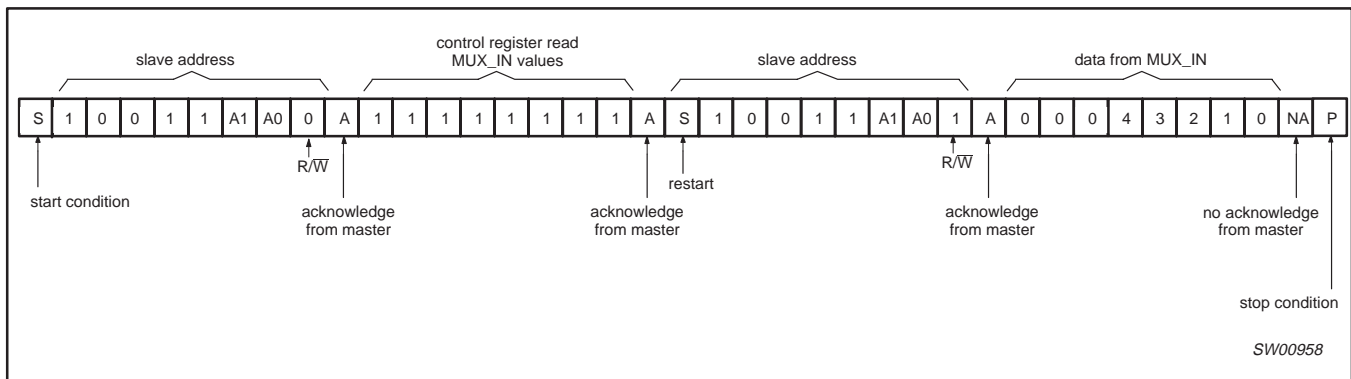 control register read
MUX_IN values
slave address
slave address
data from MUX_IN
S 1 0 0 1 1 A1 A0 0 A 1 1 1 1 1 1 1 1 A S 1 0 0 1 1 A1 A0 1 A 0 0 0 4 3 2 1 0 NA P
R/W̅
R/W̅
restart
start condition
acknowledge
from master
acknowledge
from master
acknowledge
from master
no acknowledge
from master
stop condition
SW00958